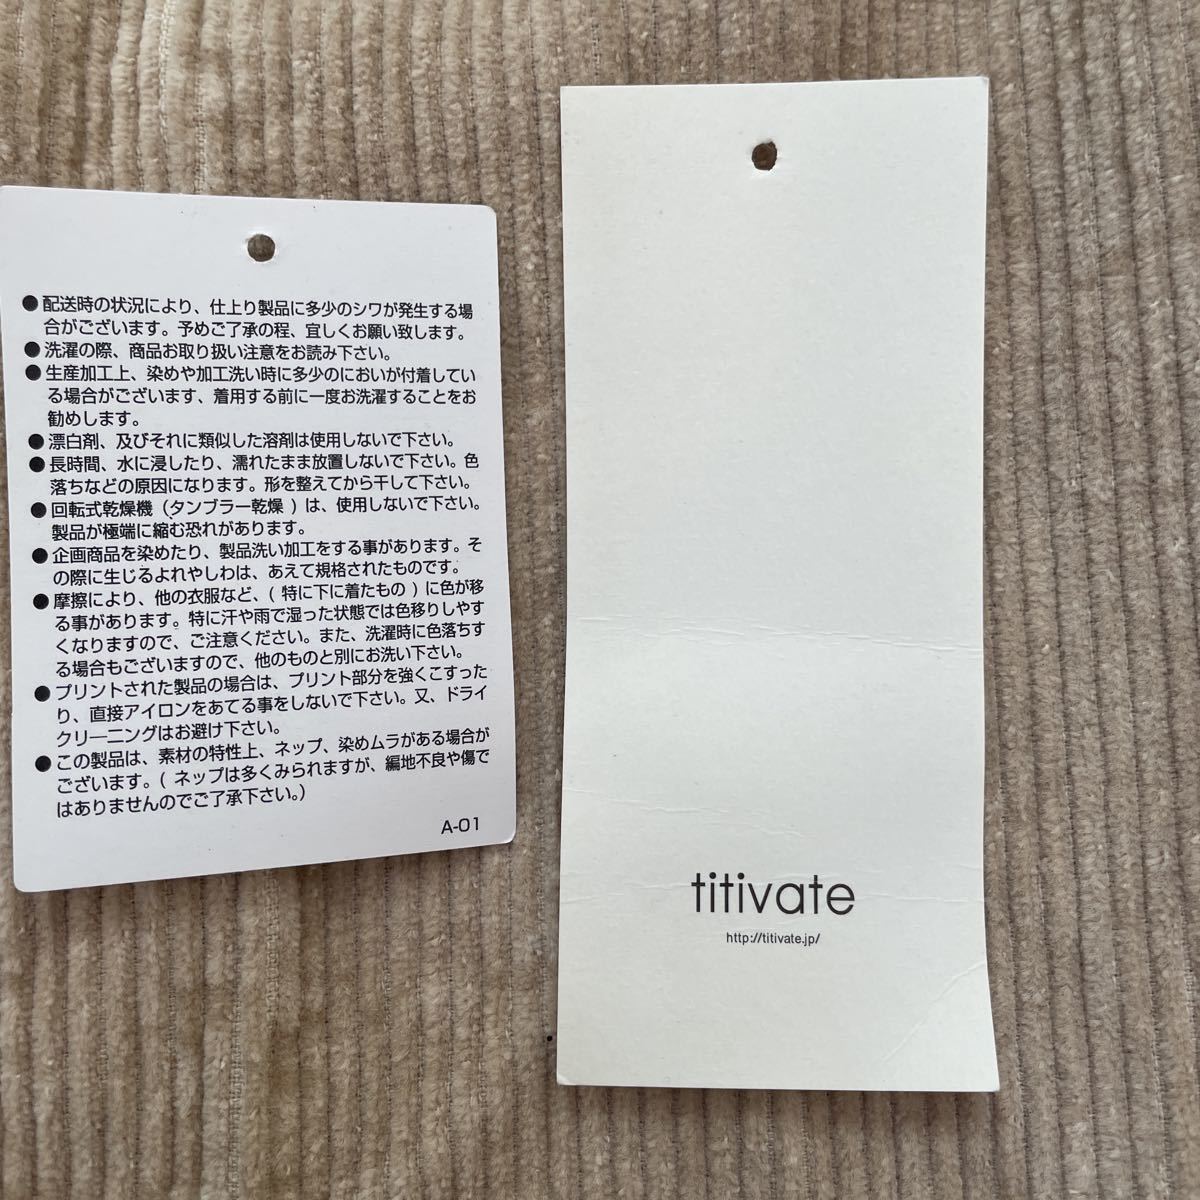 ●配送時の状況により、仕上り製品に多少のシワが発生する場
合がございます。予めご了承の程、宜しくお願い致します。
●洗濯の際、商品お取り扱い注意をお読み下さい。
●生産加工上、染めや加工洗い時に多少のにおいが付着してい
る場合がございます、着用する前に一度お洗濯することをお
勧めします。
●漂白剤、及びそれに類似した溶剤は使用しないで下さい。
●長時間、水に浸したり、濡れたまま放置しないで下さい。色
落ちなどの原因になります。形を整えてから干して下さい。
●回転式乾燥機（タンブラー乾燥 ）は、使用しないで下さい。
製品が極端に縮む恐れがあります。
●企画商品を染めたり、製品洗い加工をする事があります。そ
の際に生じるよれやしわは、あえて規格されたものです。
●摩擦により、他の衣服など、( 特に下に着たもの ) に色が移
る事があります。特に汗や雨で湿った状態では色移りしやす
くなりますので、ご注意ください。また、洗濯時に色落ちす
る場合もございますので、他のものと別にお洗い下さい。
●プリントされた製品の場合は、プリント部分を強くこすった
り、直接アイロンをあてる事をしないで下さい。又、ドライ
クリーニングはお避け下さい。
●この製品は、素材の特性上、ネップ、染めムラがある場合が
ございます。( ネップは多くみられますが、編地不良や傷で
はありませんのでご了承下さい。)
A-01
titivate
http://titivate.jp/